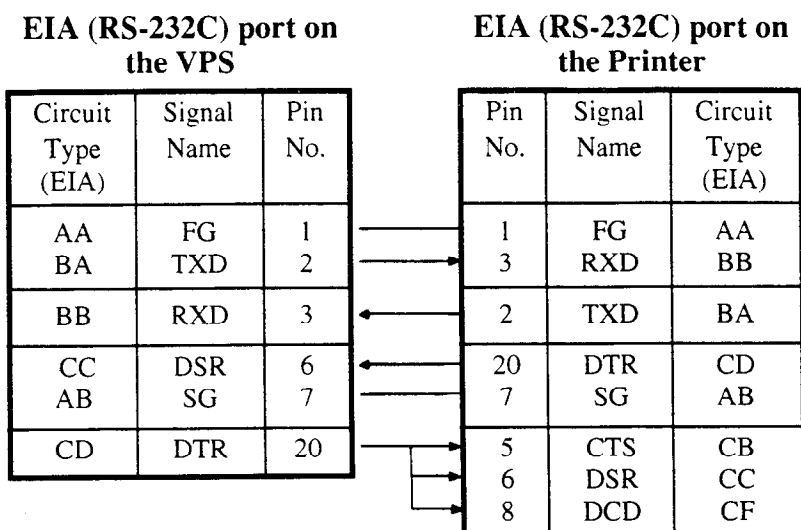 EIA (RS-232C) port on
the VPS
Circuit Type (EIA) Signal Name Pin No.
AA FG 1
BA TXD 2
BB RXD 3
CC DSR 6
AB SG 7
CD DTR 20
EIA (RS-232C) port on
the Printer
Pin No. Signal Name Circuit Type (EIA)
1 FG AA
3 RXD BB
2 TXD BA
20 DTR CD
7 SG AB
5 CTS CB
6 DSR CC
8 DCD CF